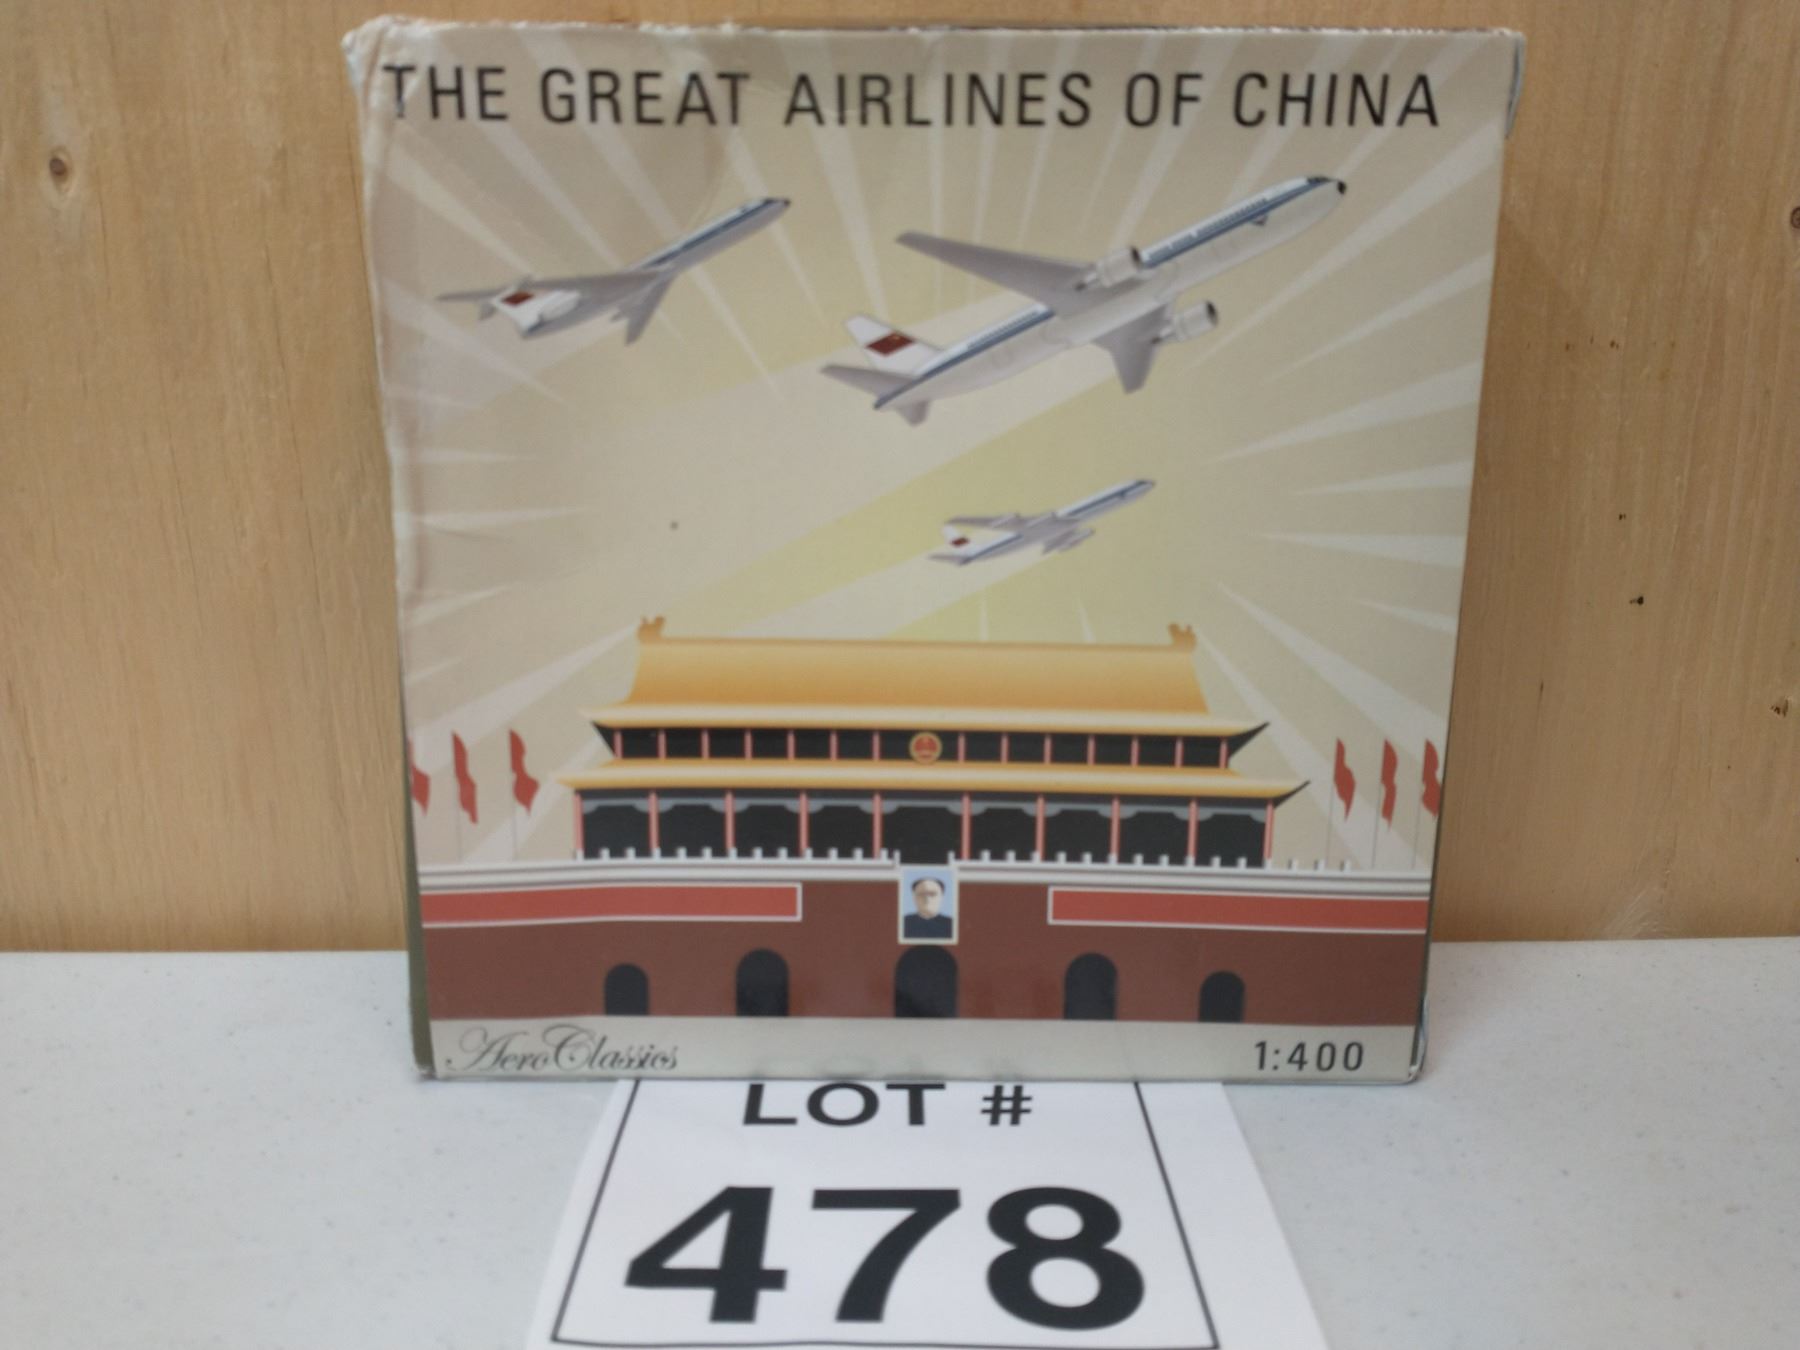 THE GREAT AIRLINES OF CHINA
AeroClassics
1:400
LOT #
478